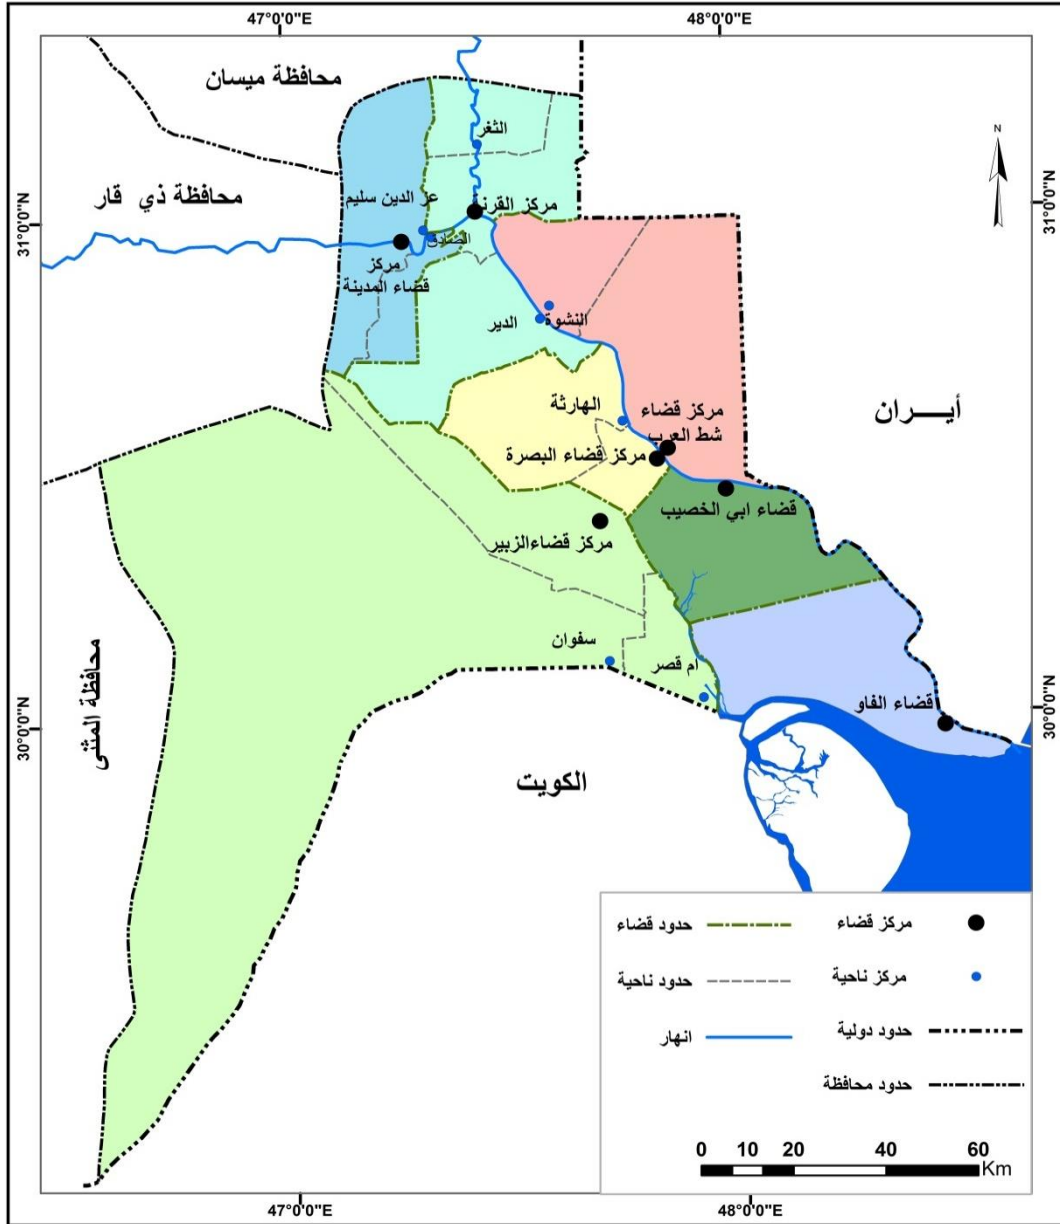 47°0'0"E
48°0'0"E
محافظة ميسان
N
الثغر
محافظة ذي قار
عز الدين سليم
مركز القرنة
31°0'0"N
31°0'0"N
الصادق
مركز
قضاء المدينة
الدير
النشوة
أيـــران
الهارثة
مركز قضاء
شط العرب
مركز قضاء البصرة
قضاء ابي الخصيب
مركز قضاءالزبير
سفوان
ام قصر
محافظة المثنى
قضاء الفاو
30°0'0"N
30°0'0"N
الكويت
مركز قضاء
حدود قضاء
مركز ناحية
حدود ناحية
حدود دولية
انهار
حدود محافظة
0 10 20 40 60
Km
47°0'0"E
48°0'0"E